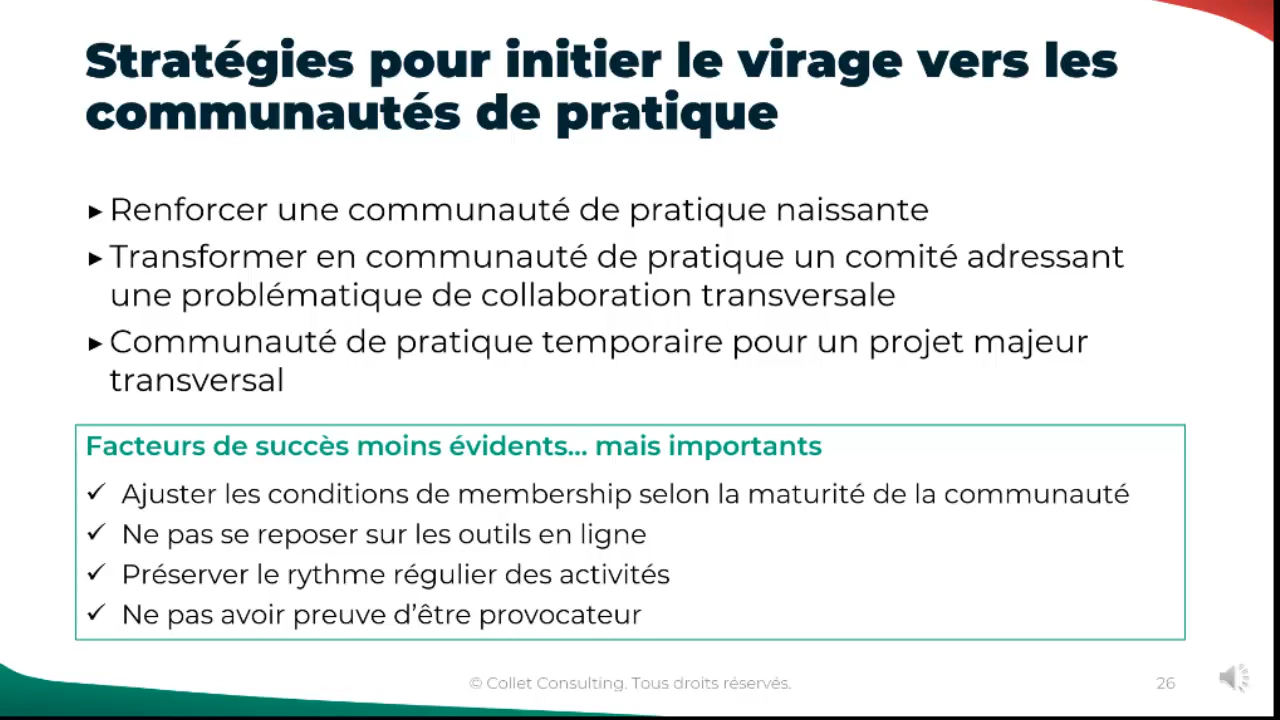 Stratégies pour initier le virage vers les
communautés de pratique
▸ Renforcer une communauté de pratique naissante
▸ Transformer en communauté de pratique un comité adressant
une problématique de collaboration transversale
▸ Communauté de pratique temporaire pour un projet majeur
transversal
Facteurs de succès moins évidents... mais importants
✓ Ajuster les conditions de membership selon la maturité de la communauté
✓ Ne pas se reposer sur les outils en ligne
✓ Préserver le rythme régulier des activités
✓ Ne pas avoir preuve d’être provocateur
© Collet Consulting. Tous droits réservés.
26